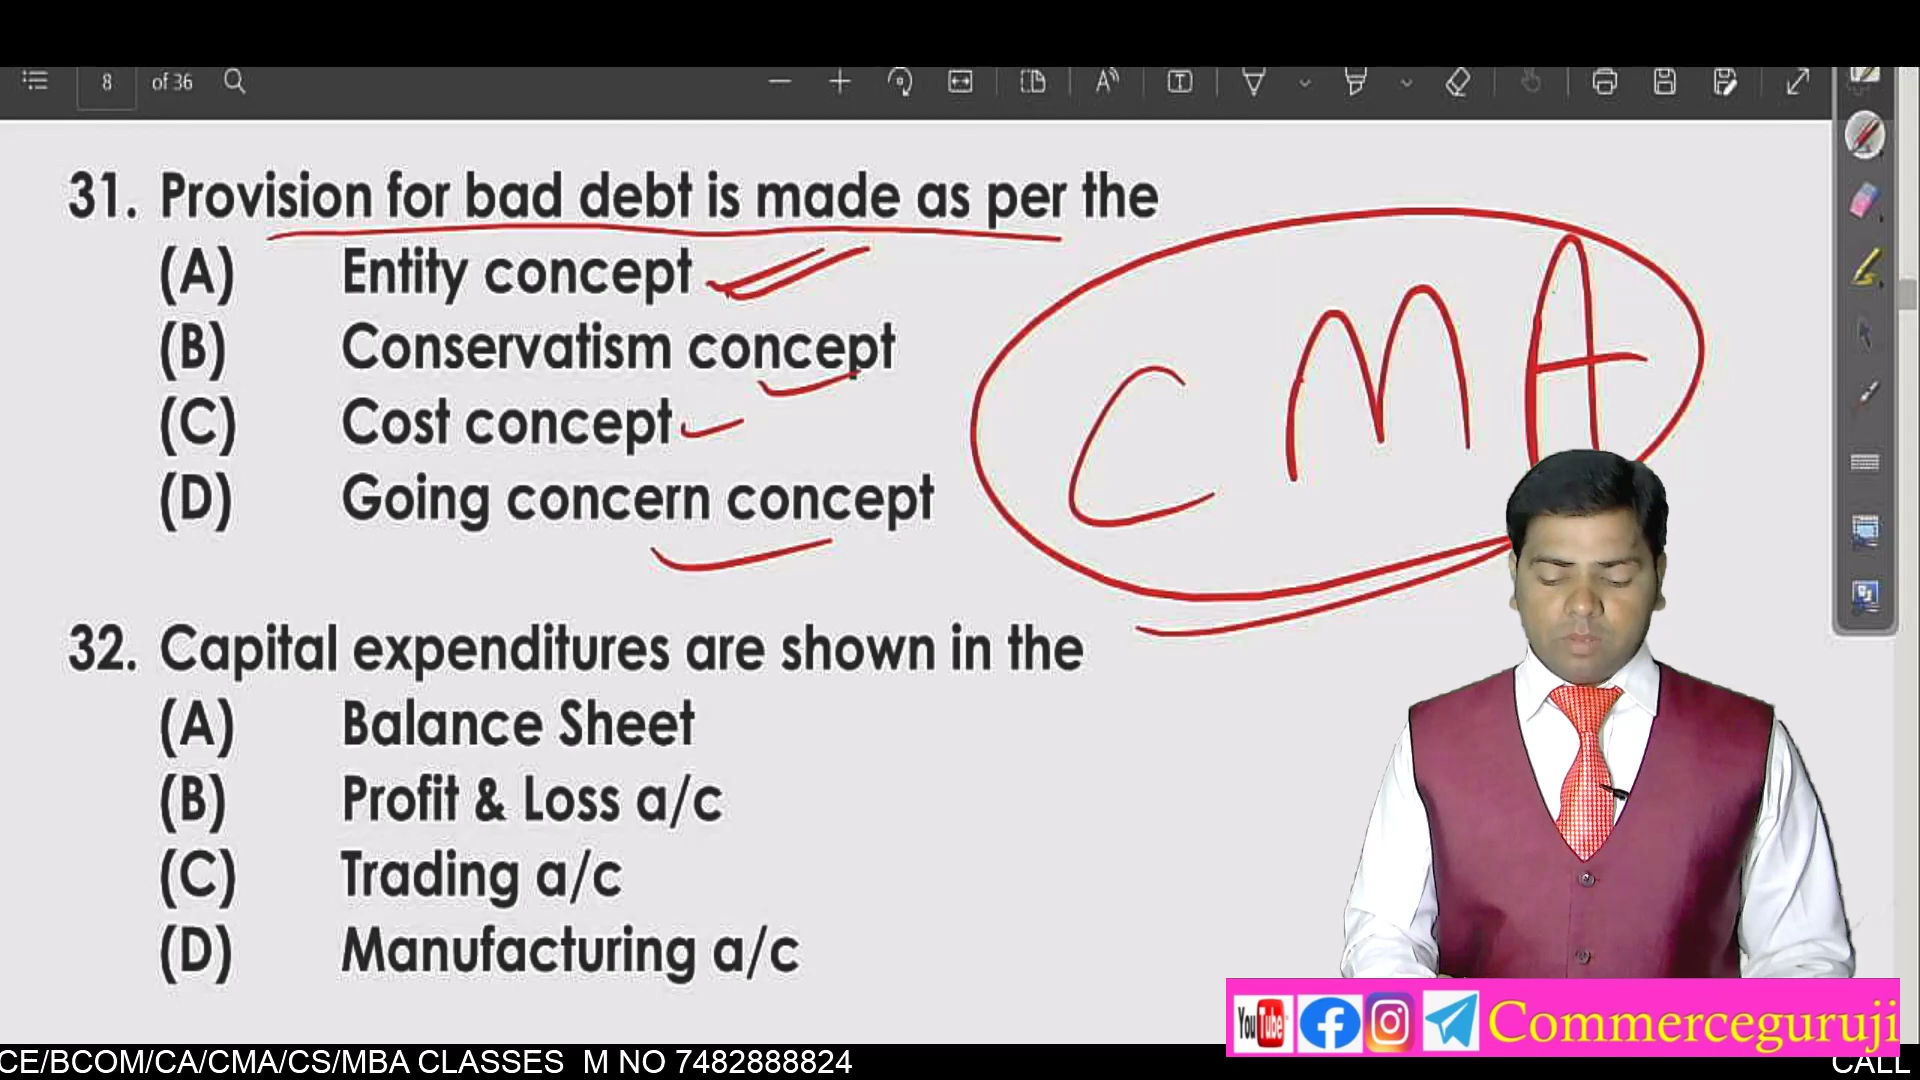 8 of 36
31. Provision for bad debt is made as per the
(A) Entity concept
(B) Conservatism concept
(C) Cost concept
(D) Going concern concept
CMA
32. Capital expenditures are shown in the
(A) Balance Sheet
(B) Profit & Loss a/c
(C) Trading a/c
(D) Manufacturing a/c
YouTube Commerceguruji
CE/BCOM/CA/CMA/CS/MBA CLASSES M NO 7482888824 CALL